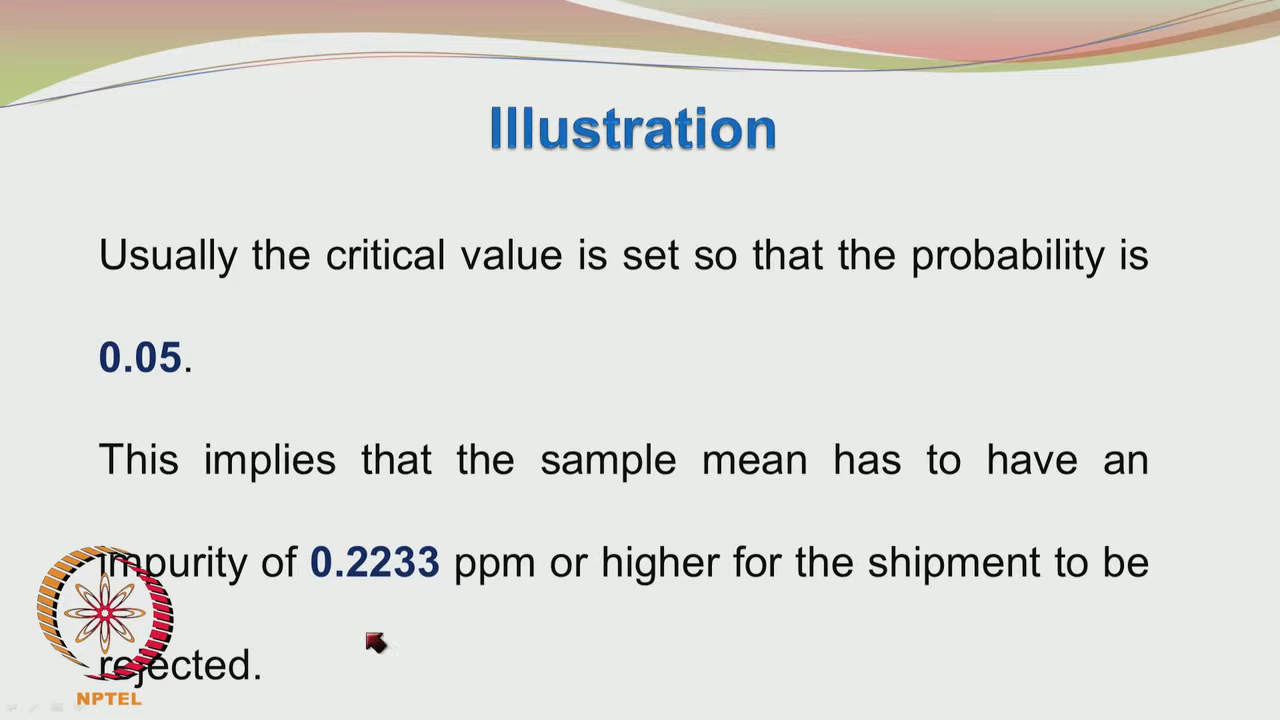 Illustration
Usually the critical value is set so that the probability is
0.05.
This implies that the sample mean has to have an
impurity of 0.2233 ppm or higher for the shipment to be
rejected.
NPTEL